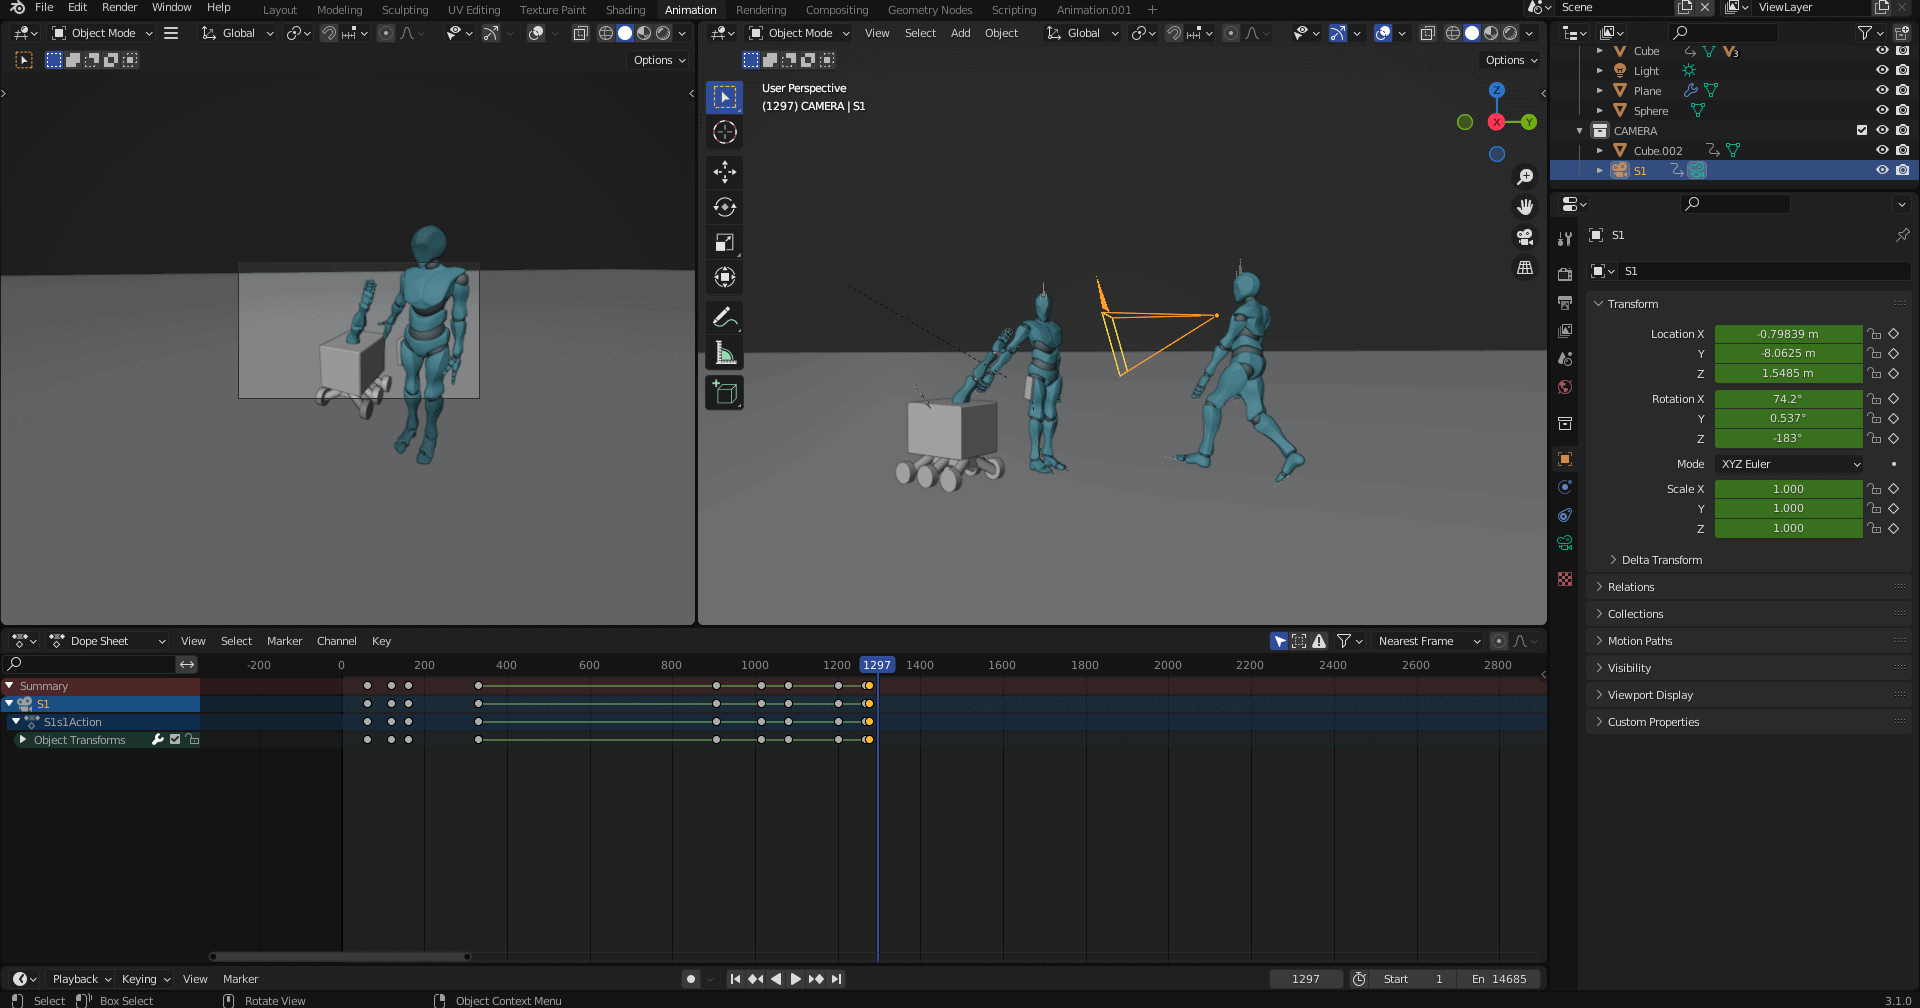 File Edit Render Window Help Layout Modeling Sculpting UV Editing Texture Paint Shading Animation Rendering Compositing Geometry Nodes Scripting Animation.001 + Scene ViewLayer
Object Mode Global
Options
Object Mode View Select Add Object Global
Options
User Perspective
(1297) CAMERA | S1
Z
X
Y
Cube 3
Light
Plane
Sphere
CAMERA
Cube.002
S1
S1
S1
Transform
Location X -0.79839 m
Y -8.0625 m
Z 1.5485 m
Rotation X 74.2°
Y 0.537°
Z -183°
Mode XYZ Euler
Scale X 1.000
Y 1.000
Z 1.000
Delta Transform
Relations
Collections
Motion Paths
Visibility
Viewport Display
Custom Properties
Dope Sheet View Select Marker Channel Key Nearest Frame
-200 0 200 400 600 800 1000 1200 1297 1400 1600 1800 2000 2200 2400 2600 2800
Summary
S1
S1s1Action
Object Transforms
Playback Keying View Marker 1297 Start 1 En 14685
Select Box Select Rotate View Object Context Menu 3.1.0